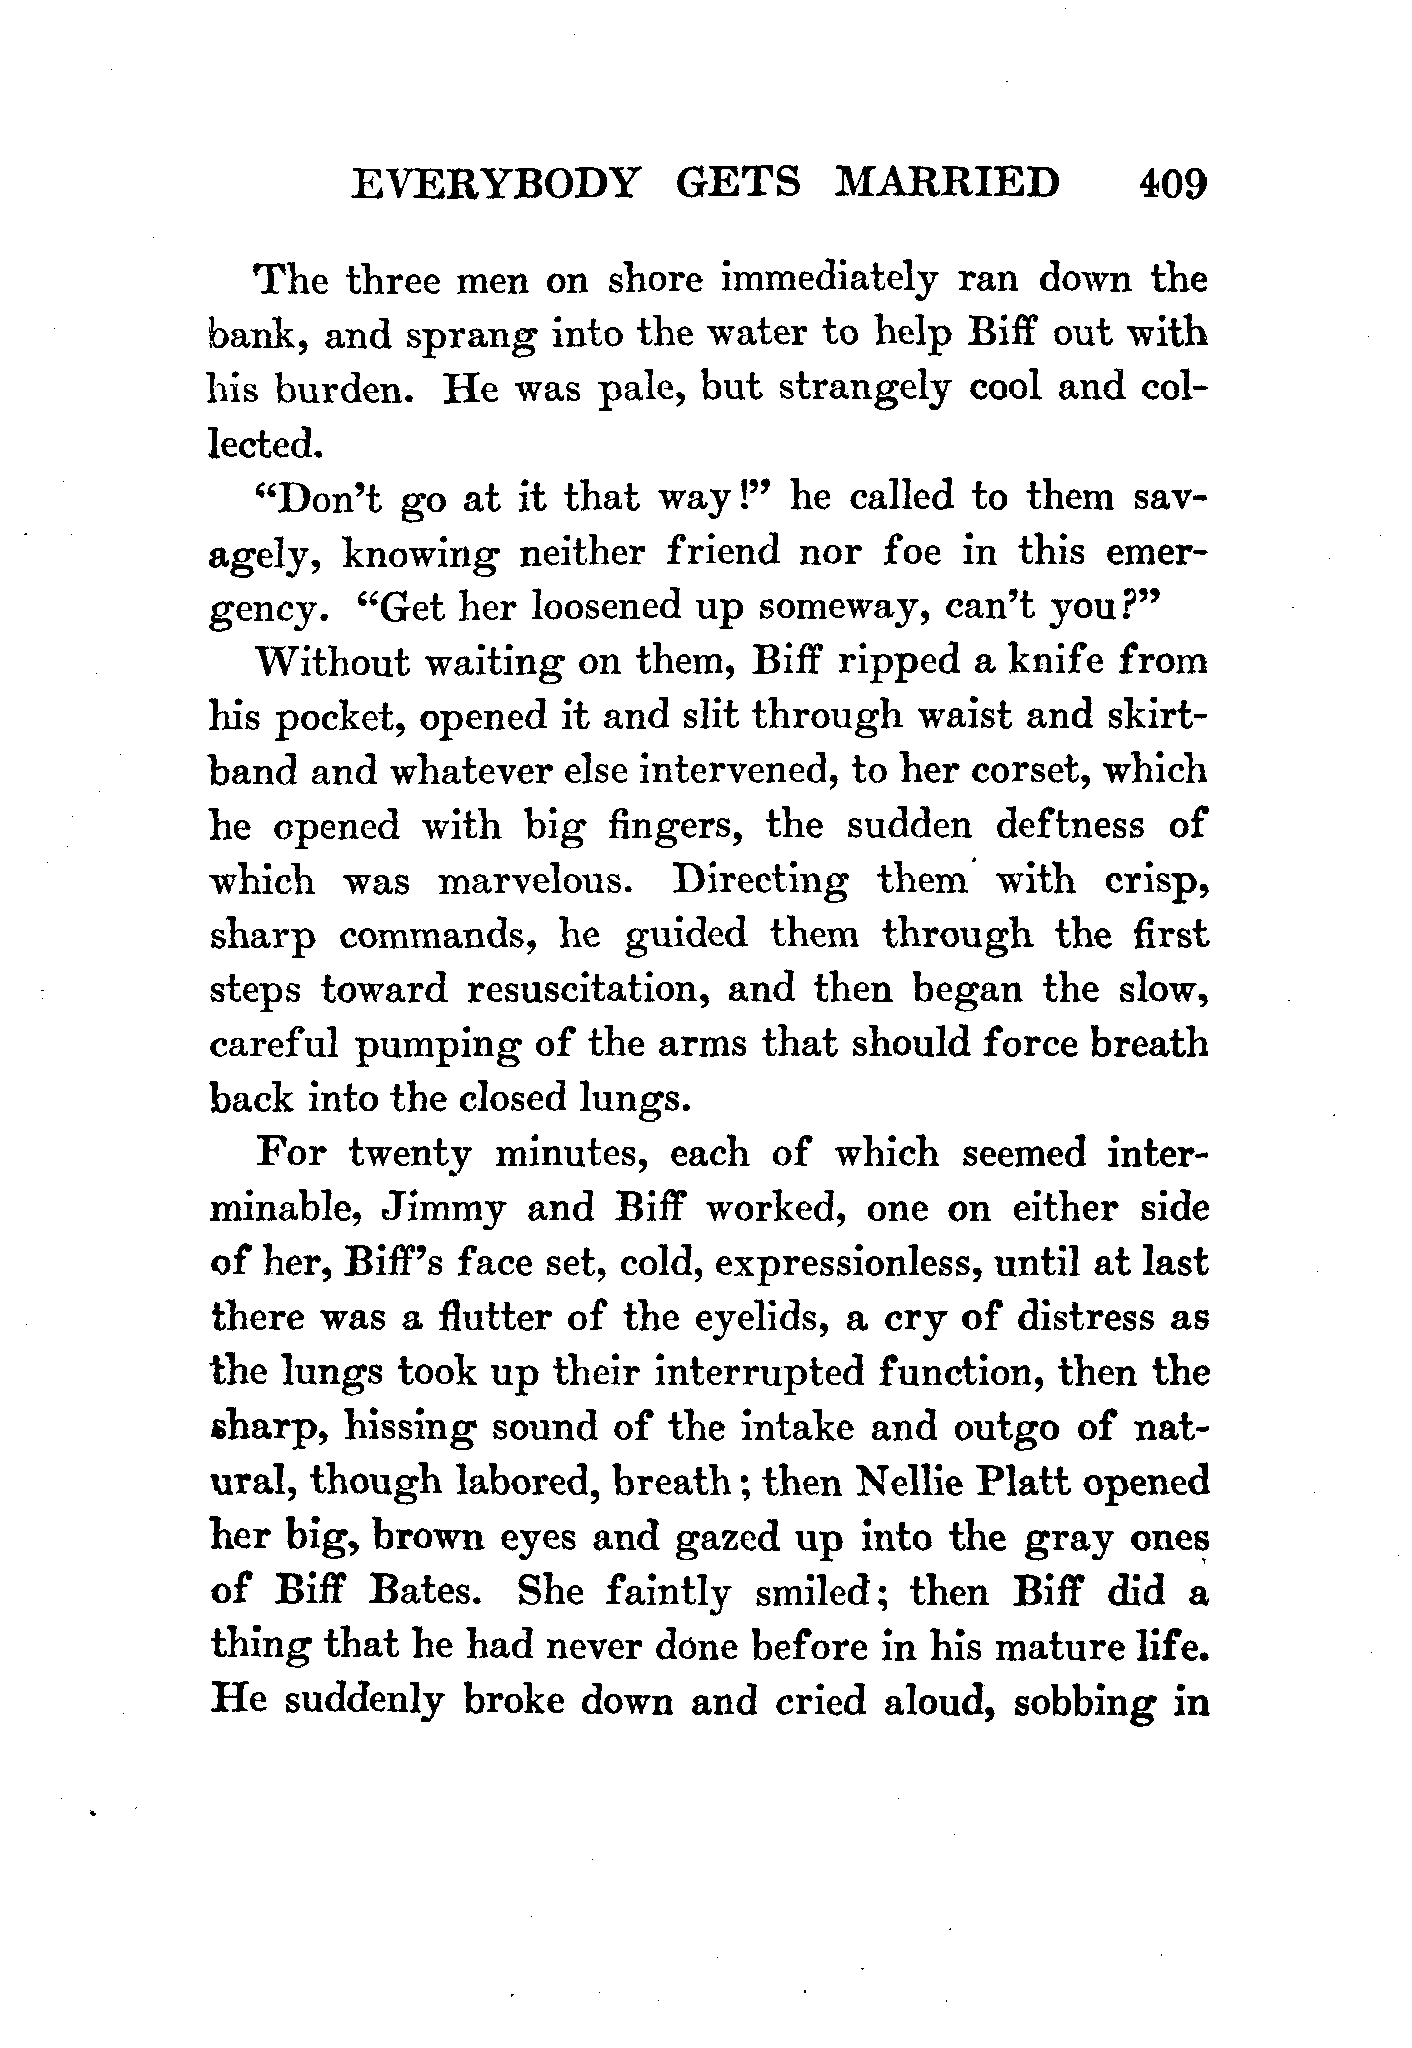 EVERYBODY GETS MARRIED 409
The three men on shore immediately ran down the
bank, and sprang into the water to help Biff out with
his burden. He was pale, but strangely cool and col-
lected.
“Don’t go at it that way!” he called to them sav-
agely, knowing neither friend nor foe in this emer-
gency. “Get her loosened up someway, can’t you?”
Without waiting on them, Biff ripped a knife from
his pocket, opened it and slit through waist and skirt-
band and whatever else intervened, to her corset, which
he opened with big fingers, the sudden deftness of
which was marvelous. Directing them with crisp,
sharp commands, he guided them through the first
steps toward resuscitation, and then began the slow,
careful pumping of the arms that should force breath
back into the closed lungs.
For twenty minutes, each of which seemed inter-
minable, Jimmy and Biff worked, one on either side
of her, Biff’s face set, cold, expressionless, until at last
there was a flutter of the eyelids, a cry of distress as
the lungs took up their interrupted function, then the
sharp, hissing sound of the intake and outgo of nat-
ural, though labored, breath; then Nellie Platt opened
her big, brown eyes and gazed up into the gray ones
of Biff Bates. She faintly smiled; then Biff did a
thing that he had never done before in his mature life.
He suddenly broke down and cried aloud, sobbing in